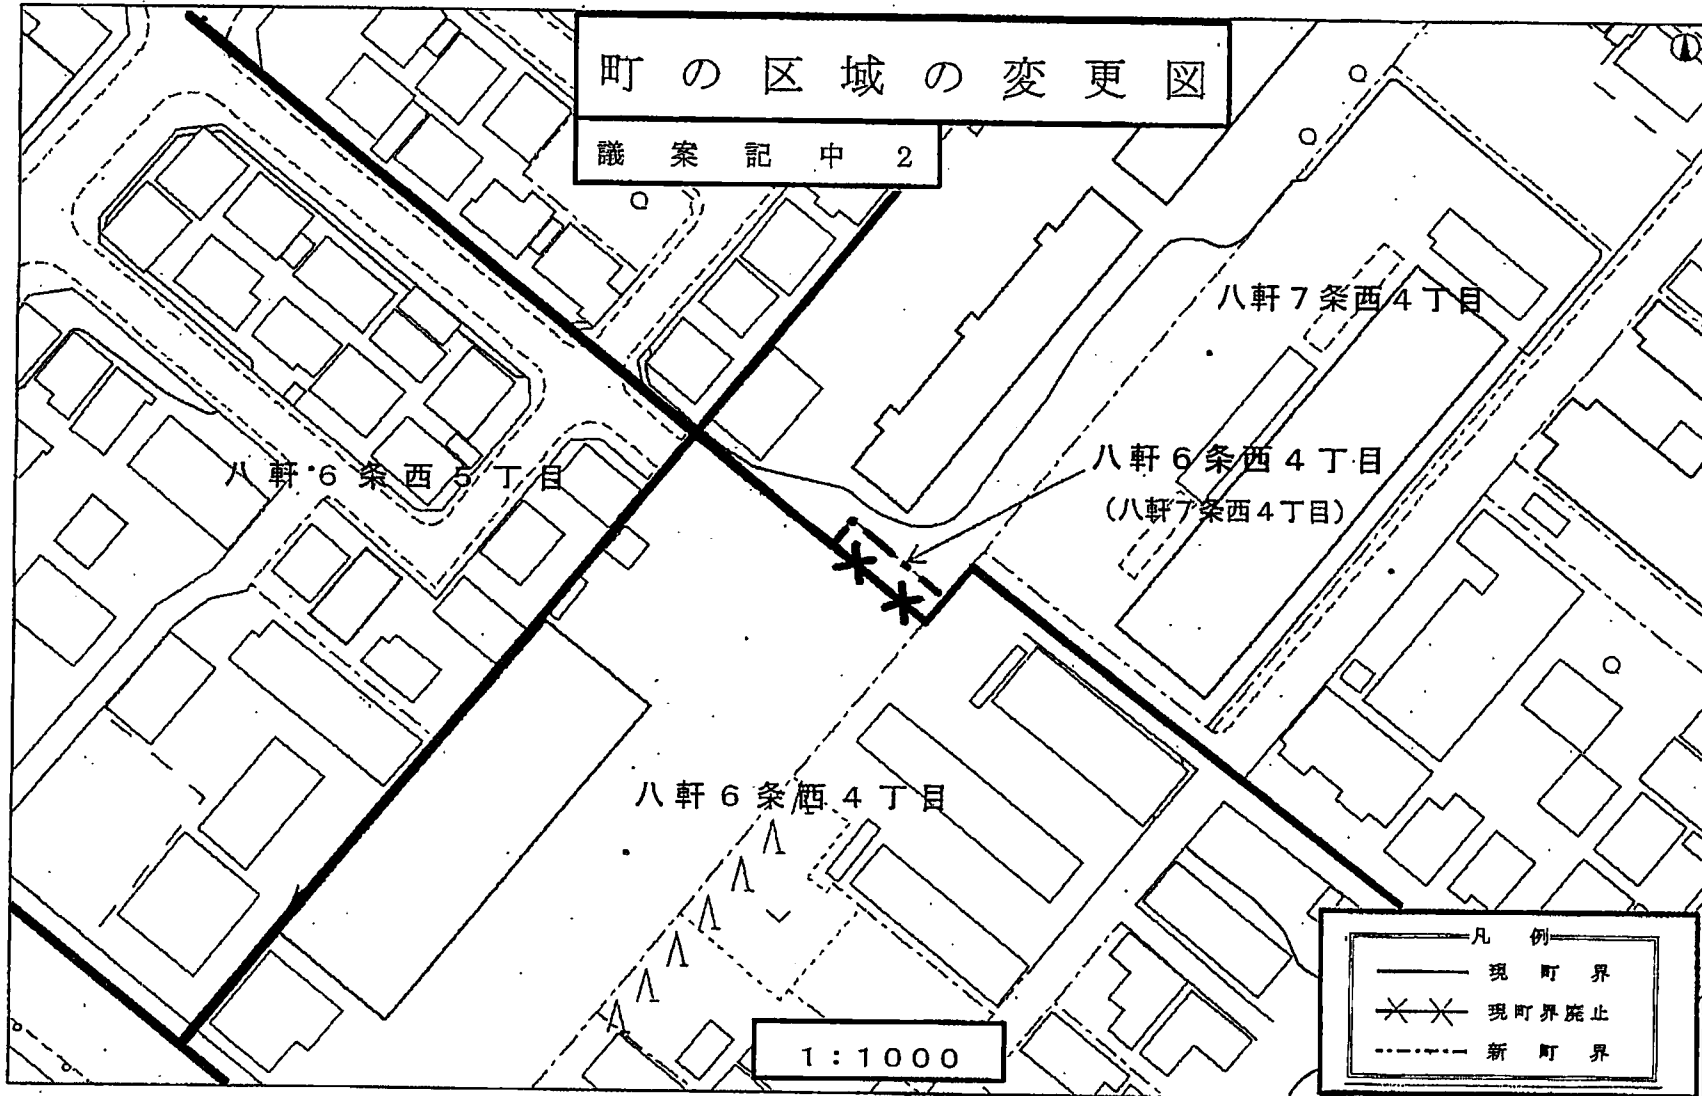 町の区域の変更図
議案記中2
八軒7条西4丁目
八軒6条西4丁目
(八軒7条西4丁目)
八軒6条西5丁目
八軒6条西4丁目
1:1000
凡例
現町界
現町界廃止
新町界